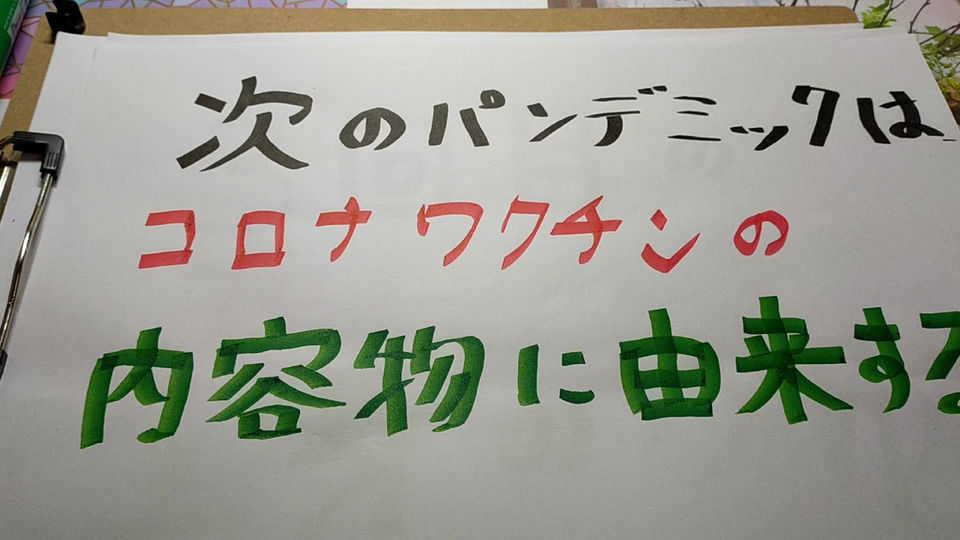 次のパンデミックは
コロナワクチンの
内容物に由来する